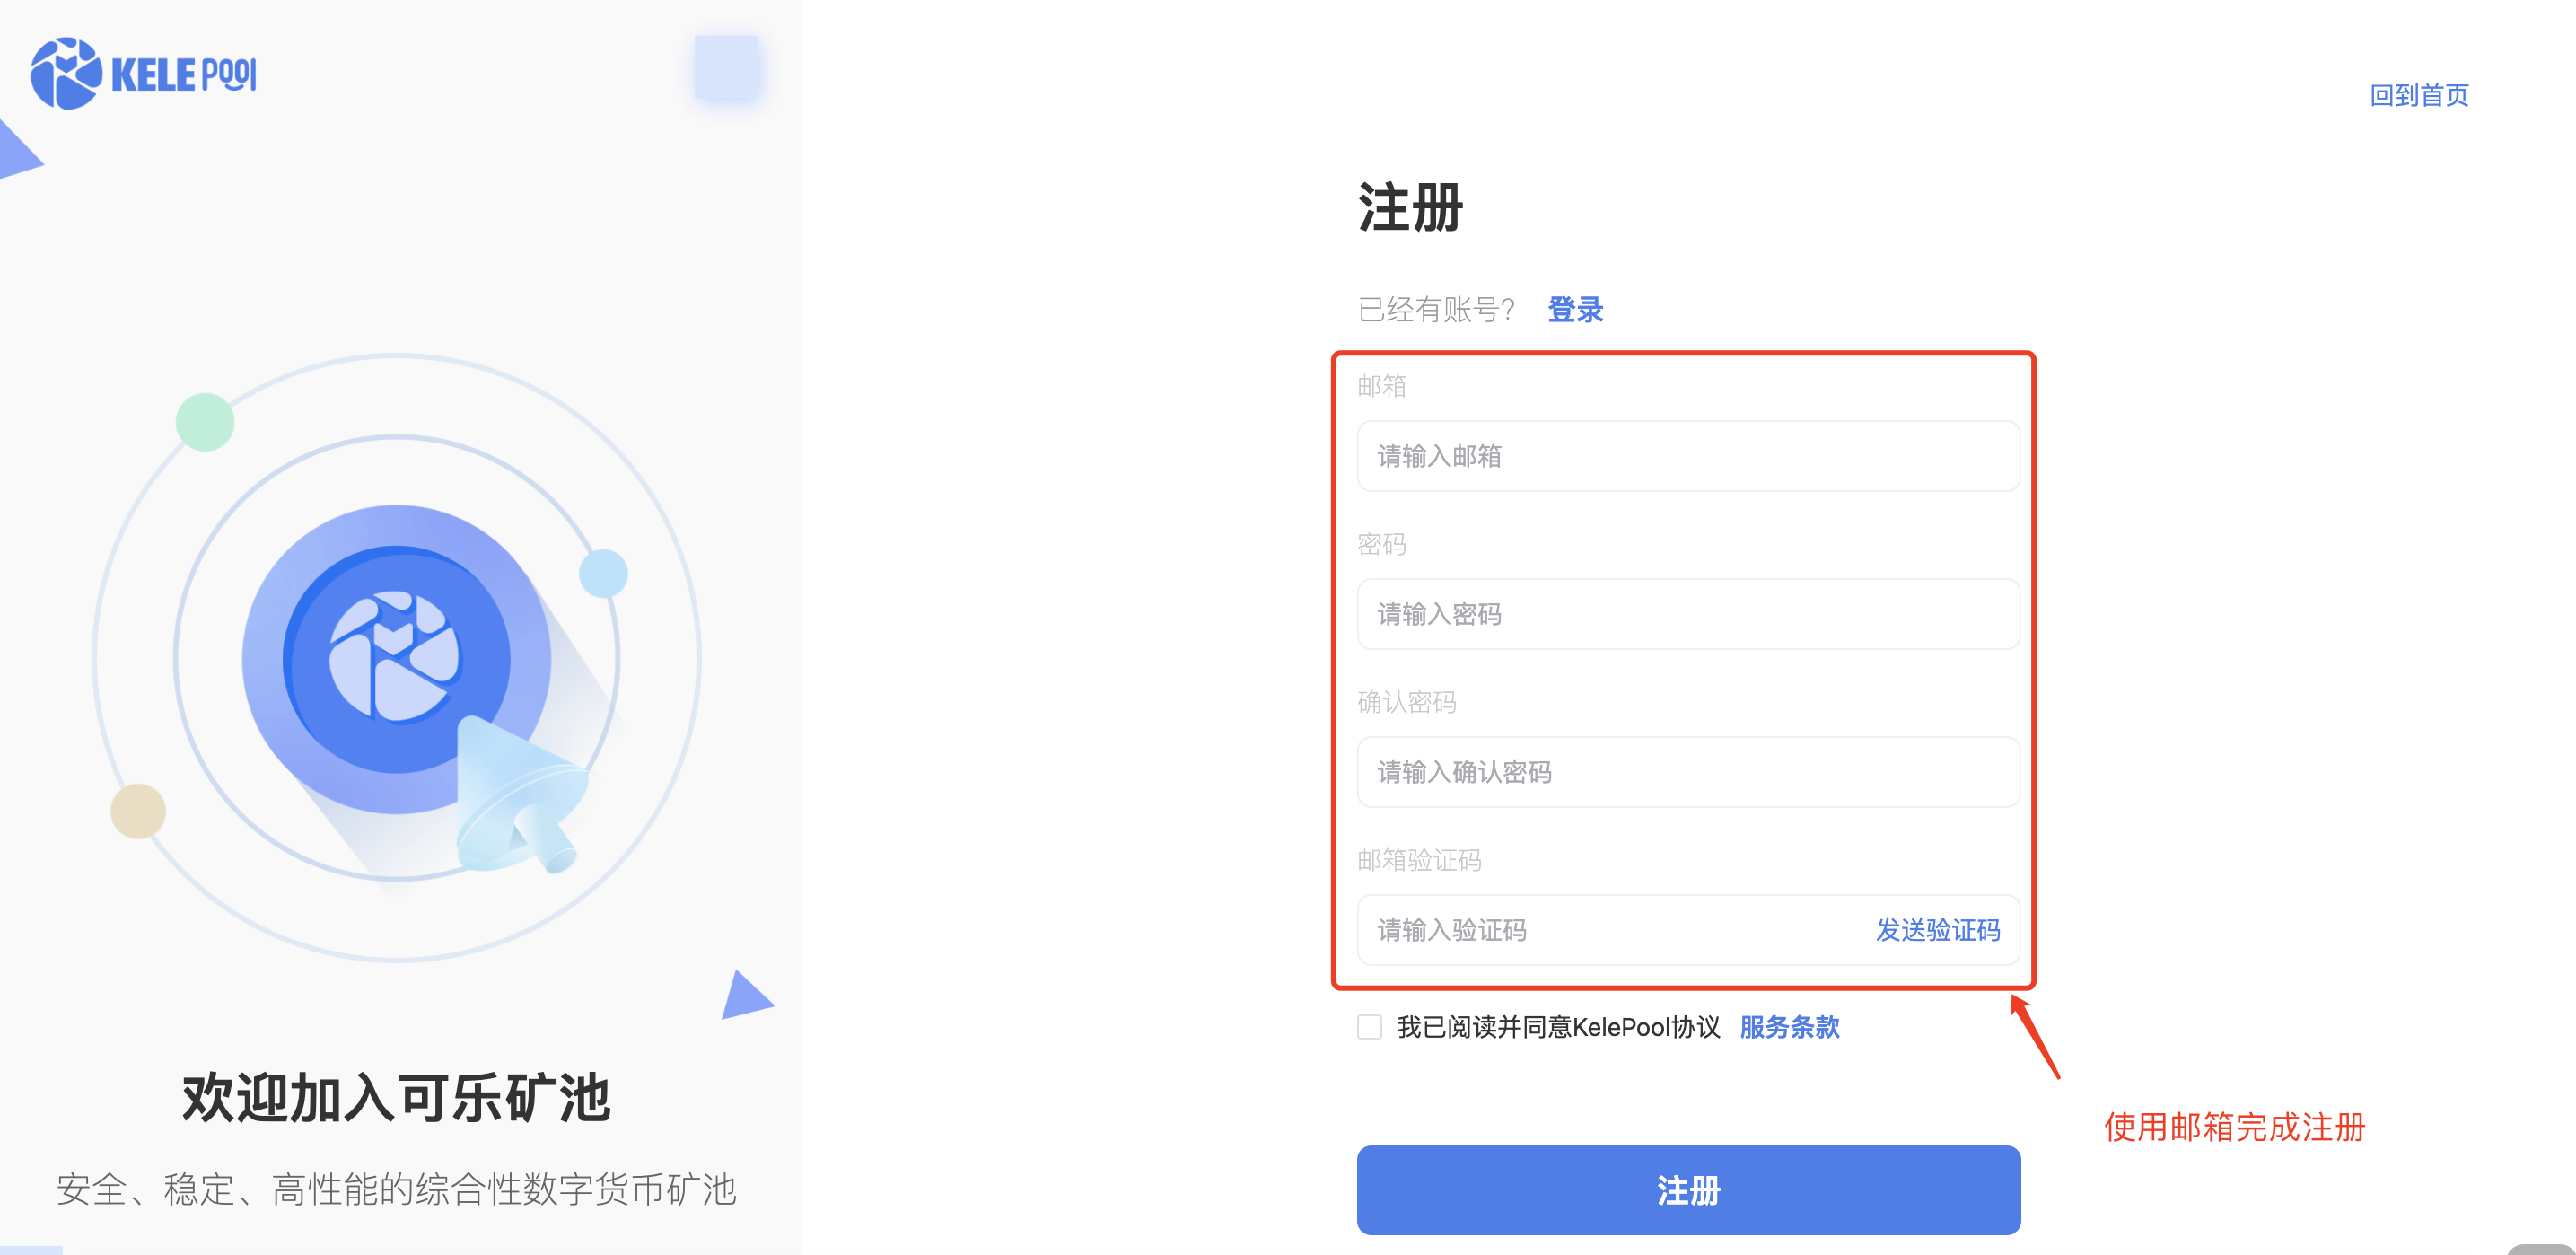 KELE POOL
欢迎加入可乐矿池
安全、稳定、高性能的综合性数字货币矿池
回到首页
注册
已经有账号? 登录
邮箱
请输入邮箱
密码
请输入密码
确认密码
请输入确认密码
邮箱验证码
请输入验证码 发送验证码
我已阅读并同意KelePool协议 服务条款
使用邮箱完成注册
注册